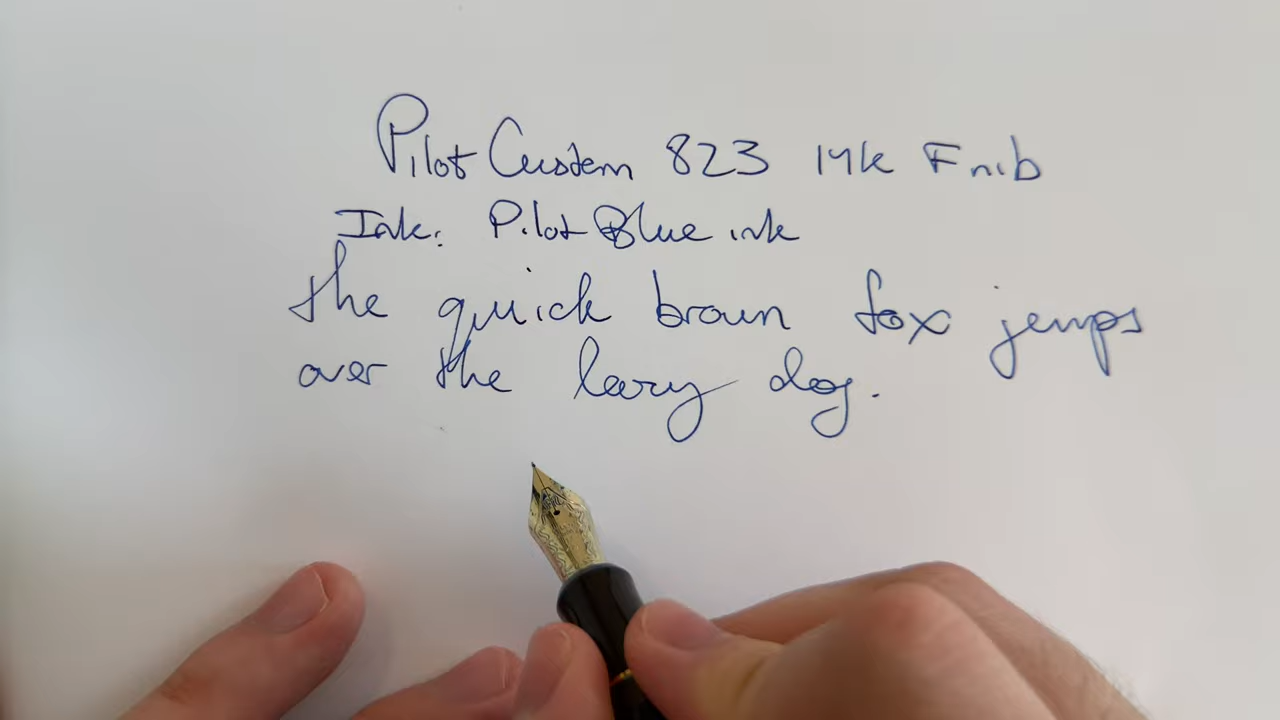 Pilot Custom 823 14k F nib
Ink: Pilot Blue ink
the quick brown fox jumps
over the lazy dog.